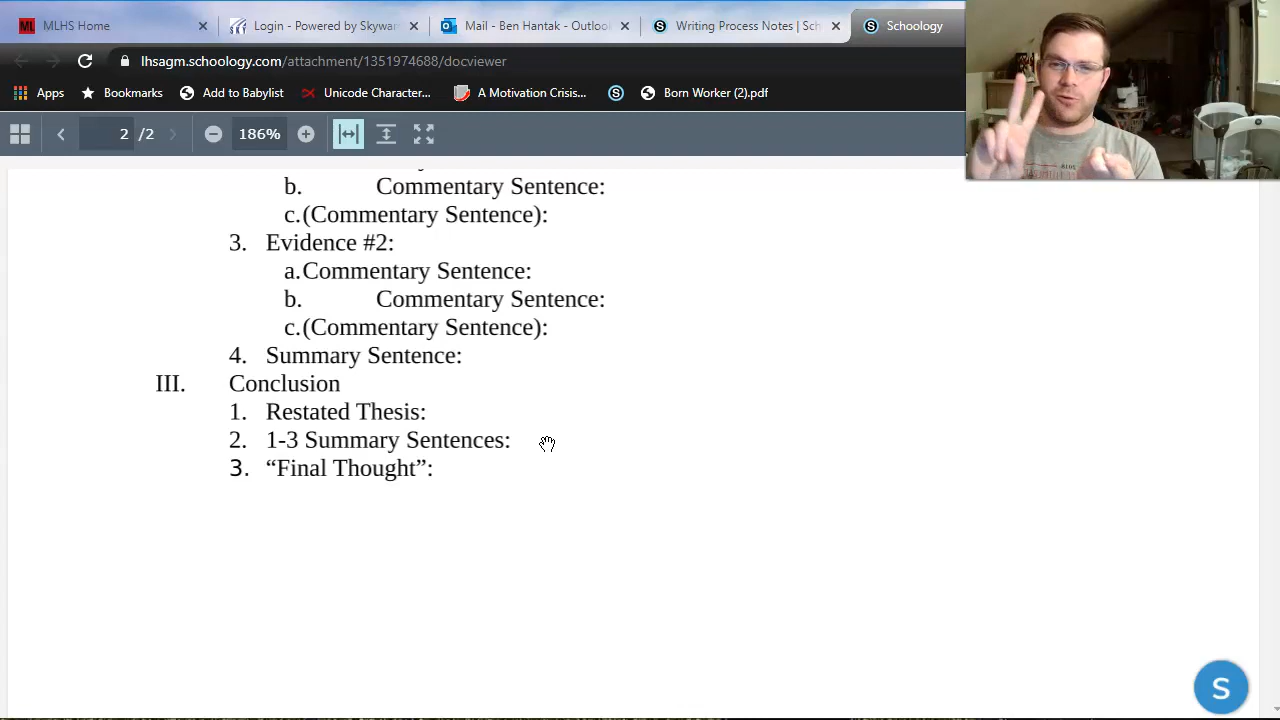 MLHS Home
Login - Powered by Skywar
Mail - Ben Hantak - Outloo
Writing Process Notes | Sch
Schoology
lhsagm.schoology.com/attachment/1351974688/docviewer
Apps
Bookmarks
Add to Babylist
Unicode Character...
A Motivation Crisis...
Born Worker (2).pdf
2 /2
186%
b. Commentary Sentence:
c. (Commentary Sentence):
3. Evidence #2:
a. Commentary Sentence:
b. Commentary Sentence:
c. (Commentary Sentence):
4. Summary Sentence:
III. Conclusion
1. Restated Thesis:
2. 1-3 Summary Sentences:
3. “Final Thought”:
S